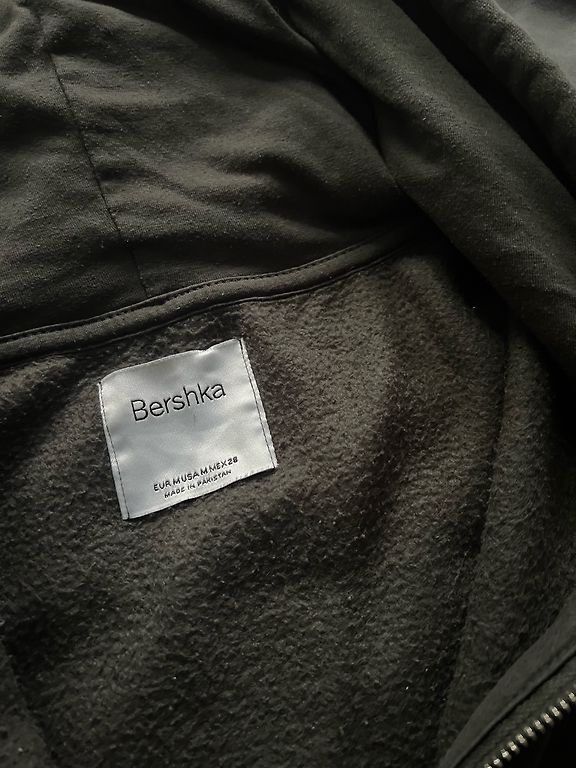 Bershka
EUR M USA M MEX 28
MADE IN PAKISTAN